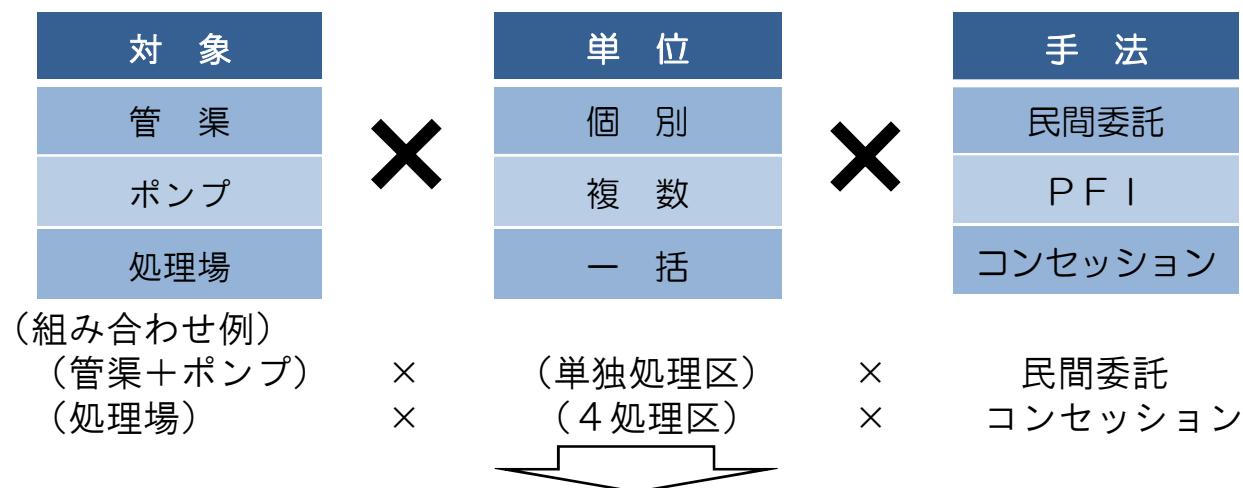 対　象
単　位
手　法
管　渠
×
個　別
×
民間委託
ポンプ
複　数
ＰＦＩ
処理場
一　括
コンセッション
（組み合わせ例）
（管渠＋ポンプ）　×　（単独処理区）　×　民間委託
（処理場）　×　（４処理区）　×　コンセッション